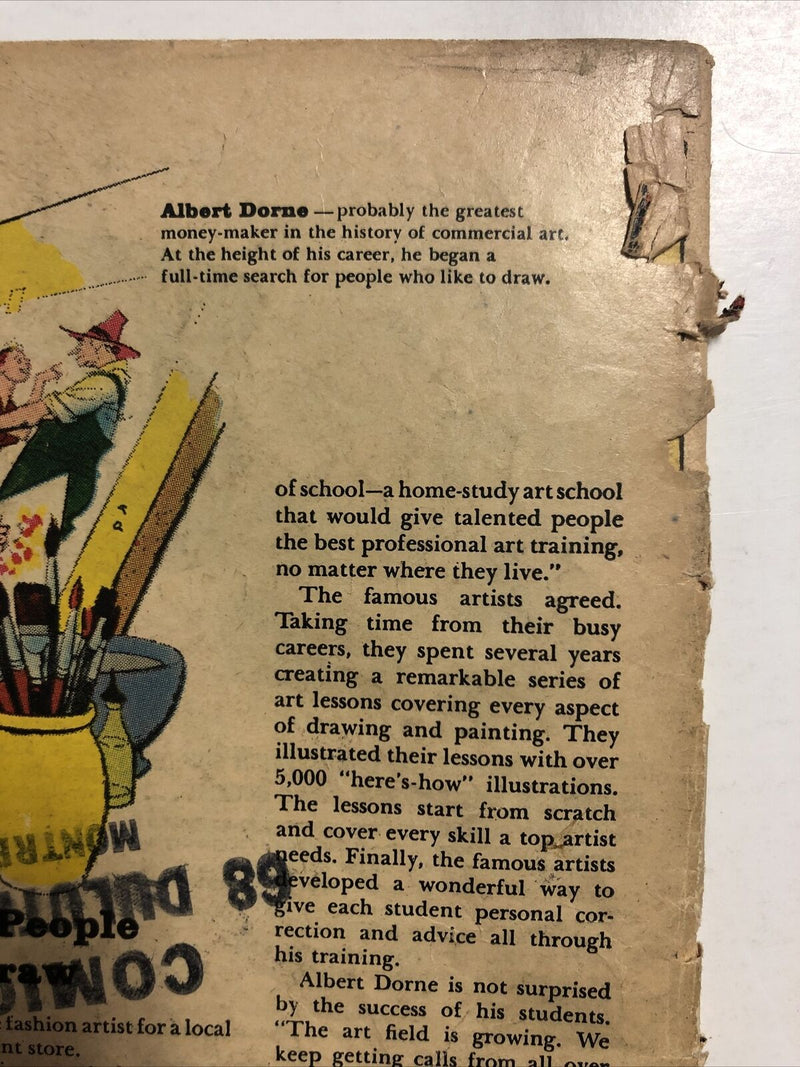 Albert Dorne — probably the greatest
money-maker in the history of commercial art.
At the height of his career, he began a
full-time search for people who like to draw.
of school—a home-study art school
that would give talented people
the best professional art training,
no matter where they live."
The famous artists agreed.
Taking time from their busy
careers, they spent several years
creating a remarkable series of
art lessons covering every aspect
of drawing and painting. They
illustrated their lessons with over
5,000 "here's-how" illustrations.
The lessons start from scratch
and cover every skill a top artist
needs. Finally, the famous artists
developed a wonderful way to
give each student personal cor-
rection and advice all through
his training.
Albert Dorne is not surprised
by the success of his students.
"The art field is growing. We
keep getting calls from all over
People
raw
fashion artist for a local
nt store.